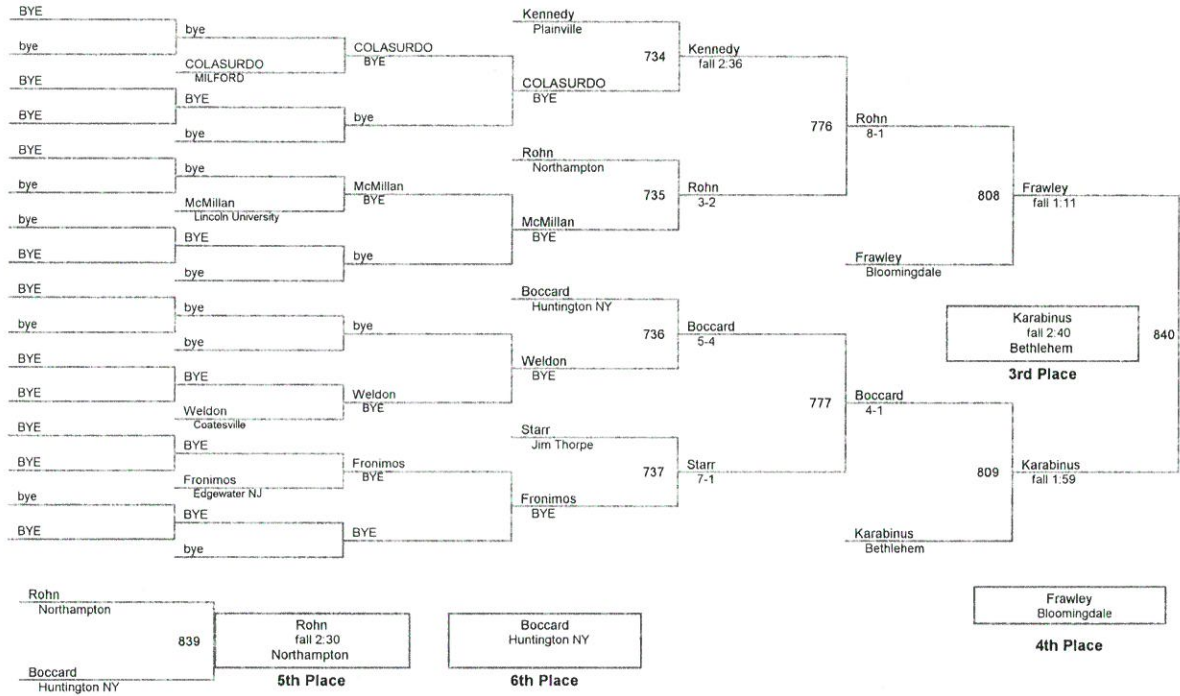 BYE
bye
BYE
BYE
BYE
bye
bye
BYE
BYE
bye
BYE
BYE
BYE
BYE
bye
BYE
bye
COLASURDO
MILFORD
BYE
bye
bye
McMillan
Lincoln University
BYE
bye
bye
bye
BYE
Weldon
Coatesville
BYE
Fronimos
Edgewater NJ
BYE
bye
COLASURDO
BYE
bye
McMillan
BYE
bye
bye
Weldon
BYE
Fronimos
BYE
BYE
Kennedy
Plainville
734
COLASURDO
BYE
Rohn
Northampton
735
McMillan
BYE
Boccard
Huntington NY
736
Weldon
BYE
Starr
Jim Thorpe
737
Fronimos
BYE
Kennedy
fall 2:36
776
Rohn
3-2
Boccard
5-4
777
Starr
7-1
Rohn
8-1
808
Frawley
Bloomingdale
Boccard
4-1
809
Karabinus
Bethlehem
Frawley
fall 1:11
840
Karabinus
fall 1:59
Karabinus
fall 2:40
Bethlehem
3rd Place
Frawley
Bloomingdale
4th Place
Rohn
Northampton
839
Boccard
Huntington NY
Rohn
fall 2:30
Northampton
5th Place
Boccard
Huntington NY
6th Place